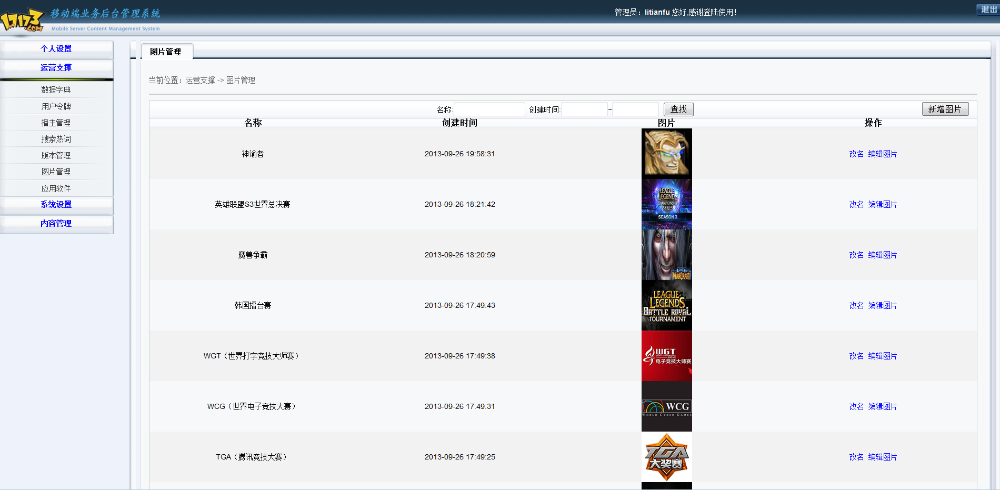 17173
.COM
移动端业务后台管理系统
Mobile Server Content Management System
管理员：litianfu 您好,感谢登陆使用!
退出
个人设置
运营支撑
数据字典
用户令牌
播主管理
搜索热词
版本管理
图片管理
应用软件
系统设置
内容管理
图片管理
当前位置：运营支撑 -> 图片管理
名称: 创建时间: ~ 查找 新增图片
名称 创建时间 图片 操作
神谕者 2013-09-26 19:58:31 改名 编辑图片
英雄联盟S3世界总决赛 2013-09-26 18:21:42 改名 编辑图片
LEAGUE
LEGENDS
CHAMPIONSHIP
SERIES
SEASON 3
魔兽争霸 2013-09-26 18:20:59 改名 编辑图片
WARCRAFT
韩国擂台赛 2013-09-26 17:49:43 改名 编辑图片
LEAGUE
LEGENDS
BATTLE ROYAL
TOURNAMENT
WGT（世界打字竞技大师赛） 2013-09-26 17:49:38 改名 编辑图片
WGT
电子竞技大师赛
WCG（世界电子竞技大赛） 2013-09-26 17:49:31 改名 编辑图片
WCG
WORLD CYBER GAMES
TGA（腾讯竞技大赛） 2013-09-26 17:49:25 改名 编辑图片
TGA
大奖赛